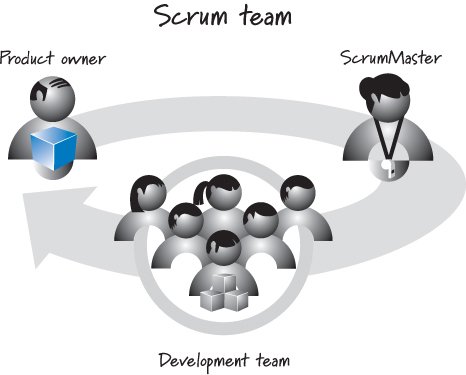 Scrum team
Product owner
ScrumMaster
Development team